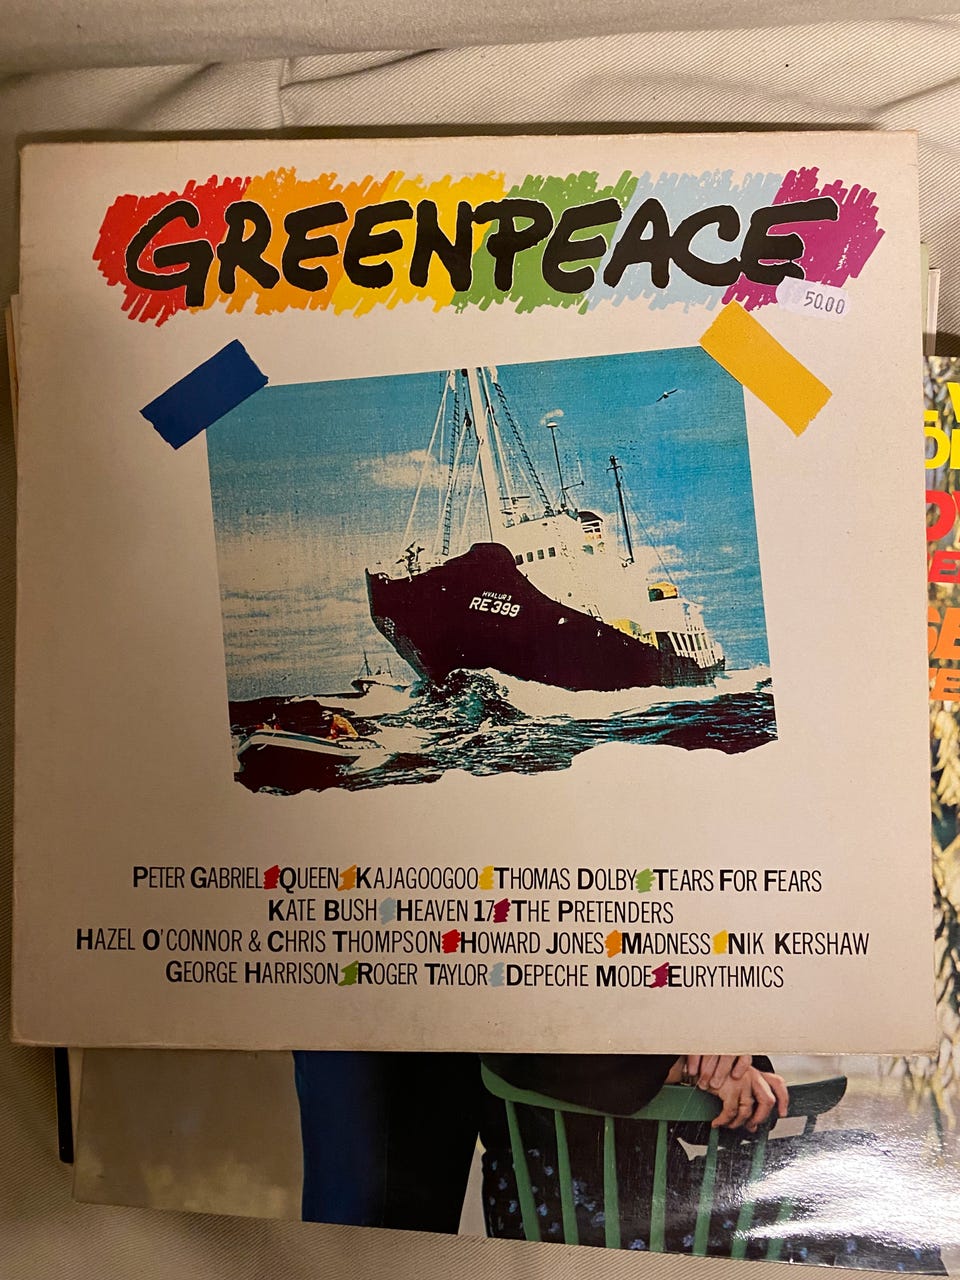 GREENPEACE
50.00
HVALUR 3
RE 399
PETER GABRIEL QUEEN KAJAGOOGOO THOMAS DOLBY TEARS FOR FEARS
KATE BUSH HEAVEN 17 THE PRETENDERS
HAZEL O'CONNOR & CHRIS THOMPSON HOWARD JONES MADNESS NIK KERSHAW
GEORGE HARRISON ROGER TAYLOR DEPECHE MODE EURYTHMICS